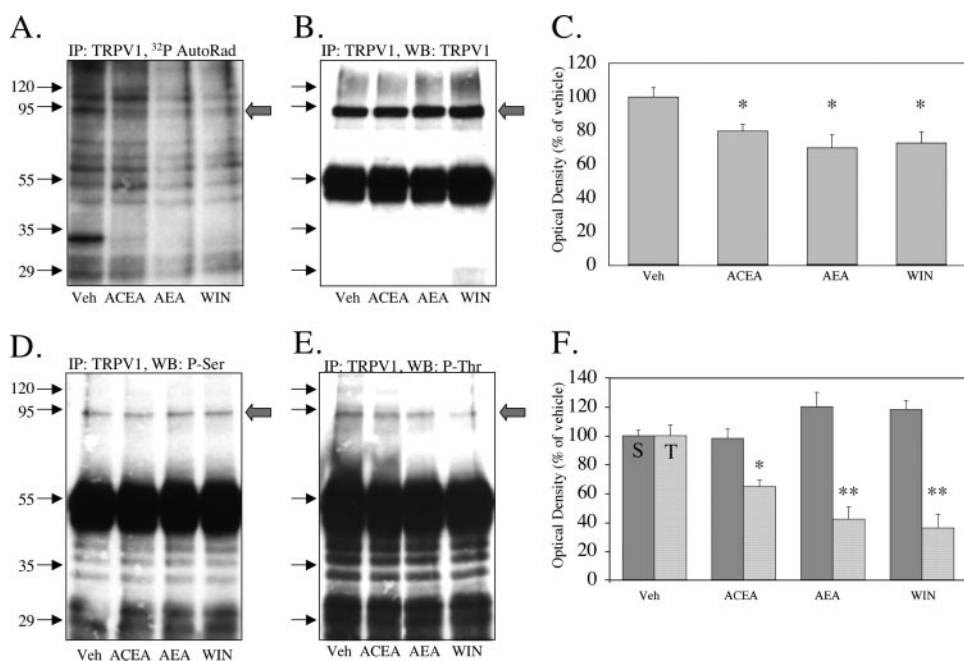 A.
IP: TRPV1, ³²P AutoRad
120
95
55
35
29
Veh ACEA AEA WIN
B.
IP: TRPV1, WB: TRPV1
Veh ACEA AEA WIN
C.
Optical Density (% of vehicle)
120
100
80
60
40
20
0
* * *
Veh ACEA AEA WIN
D.
IP: TRPV1, WB: P-Ser
120
95
55
35
29
Veh ACEA AEA WIN
E.
IP: TRPV1, WB: P-Thr
Veh ACEA AEA WIN
F.
Optical Density (% of vehicle)
140
120
100
80
60
40
20
0
S T
* ** **
Veh ACEA AEA WIN